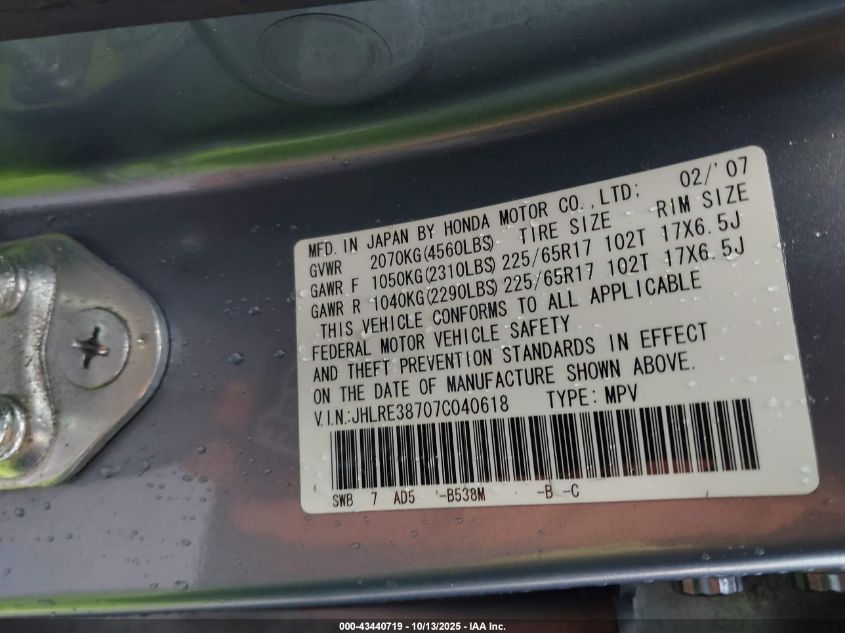 MFD. IN JAPAN BY HONDA MOTOR CO.,LTD; 02/'07
GVWR 2070KG(4560LBS) TIRE SIZE RIM SIZE
GAWR F 1050KG(2310LBS) 225/65R17 102T 17X6.5J
GAWR R 1040KG(2290LBS) 225/65R17 102T 17X6.5J
THIS VEHICLE CONFORMS TO ALL APPLICABLE
FEDERAL MOTOR VEHICLE SAFETY
AND THEFT PREVENTION STANDARDS IN EFFECT
ON THE DATE OF MANUFACTURE SHOWN ABOVE.
V.I.N.:JHLRE38707C040618 TYPE: MPV
SWB 7 AD5 -B538M -B -C
000-43440719 - 10/13/2025 - IAA Inc.